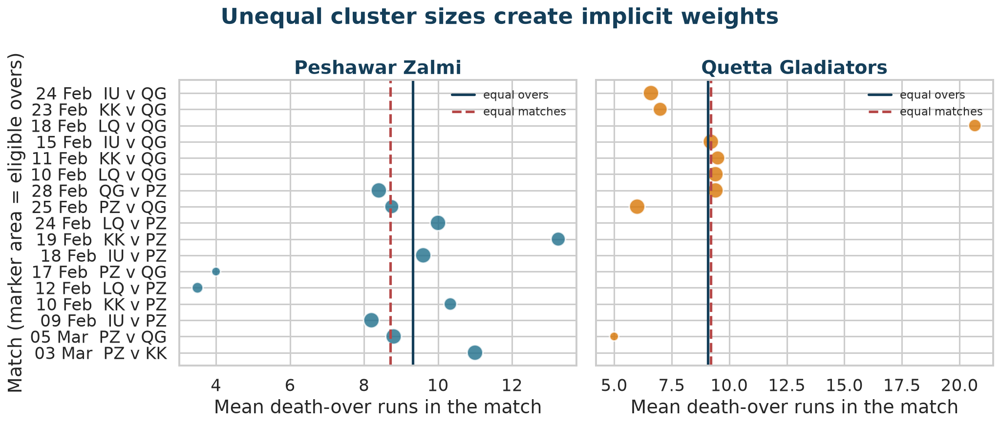 Unequal cluster sizes create implicit weights
Peshawar Zalmi
Quetta Gladiators
Match (marker area = eligible overs)
24 Feb  IU v QG
23 Feb  KK v QG
18 Feb  LQ v QG
15 Feb  IU v QG
11 Feb  KK v QG
10 Feb  LQ v QG
28 Feb  QG v PZ
25 Feb  PZ v QG
24 Feb  LQ v PZ
19 Feb  KK v PZ
18 Feb  IU v PZ
17 Feb  PZ v QG
12 Feb  LQ v PZ
10 Feb  KK v PZ
09 Feb  IU v PZ
05 Mar  PZ v QG
03 Mar  PZ v KK
equal overs
equal matches
equal overs
equal matches
4 6 8 10 12
5.0 7.5 10.0 12.5 15.0 17.5 20.0
Mean death-over runs in the match
Mean death-over runs in the match